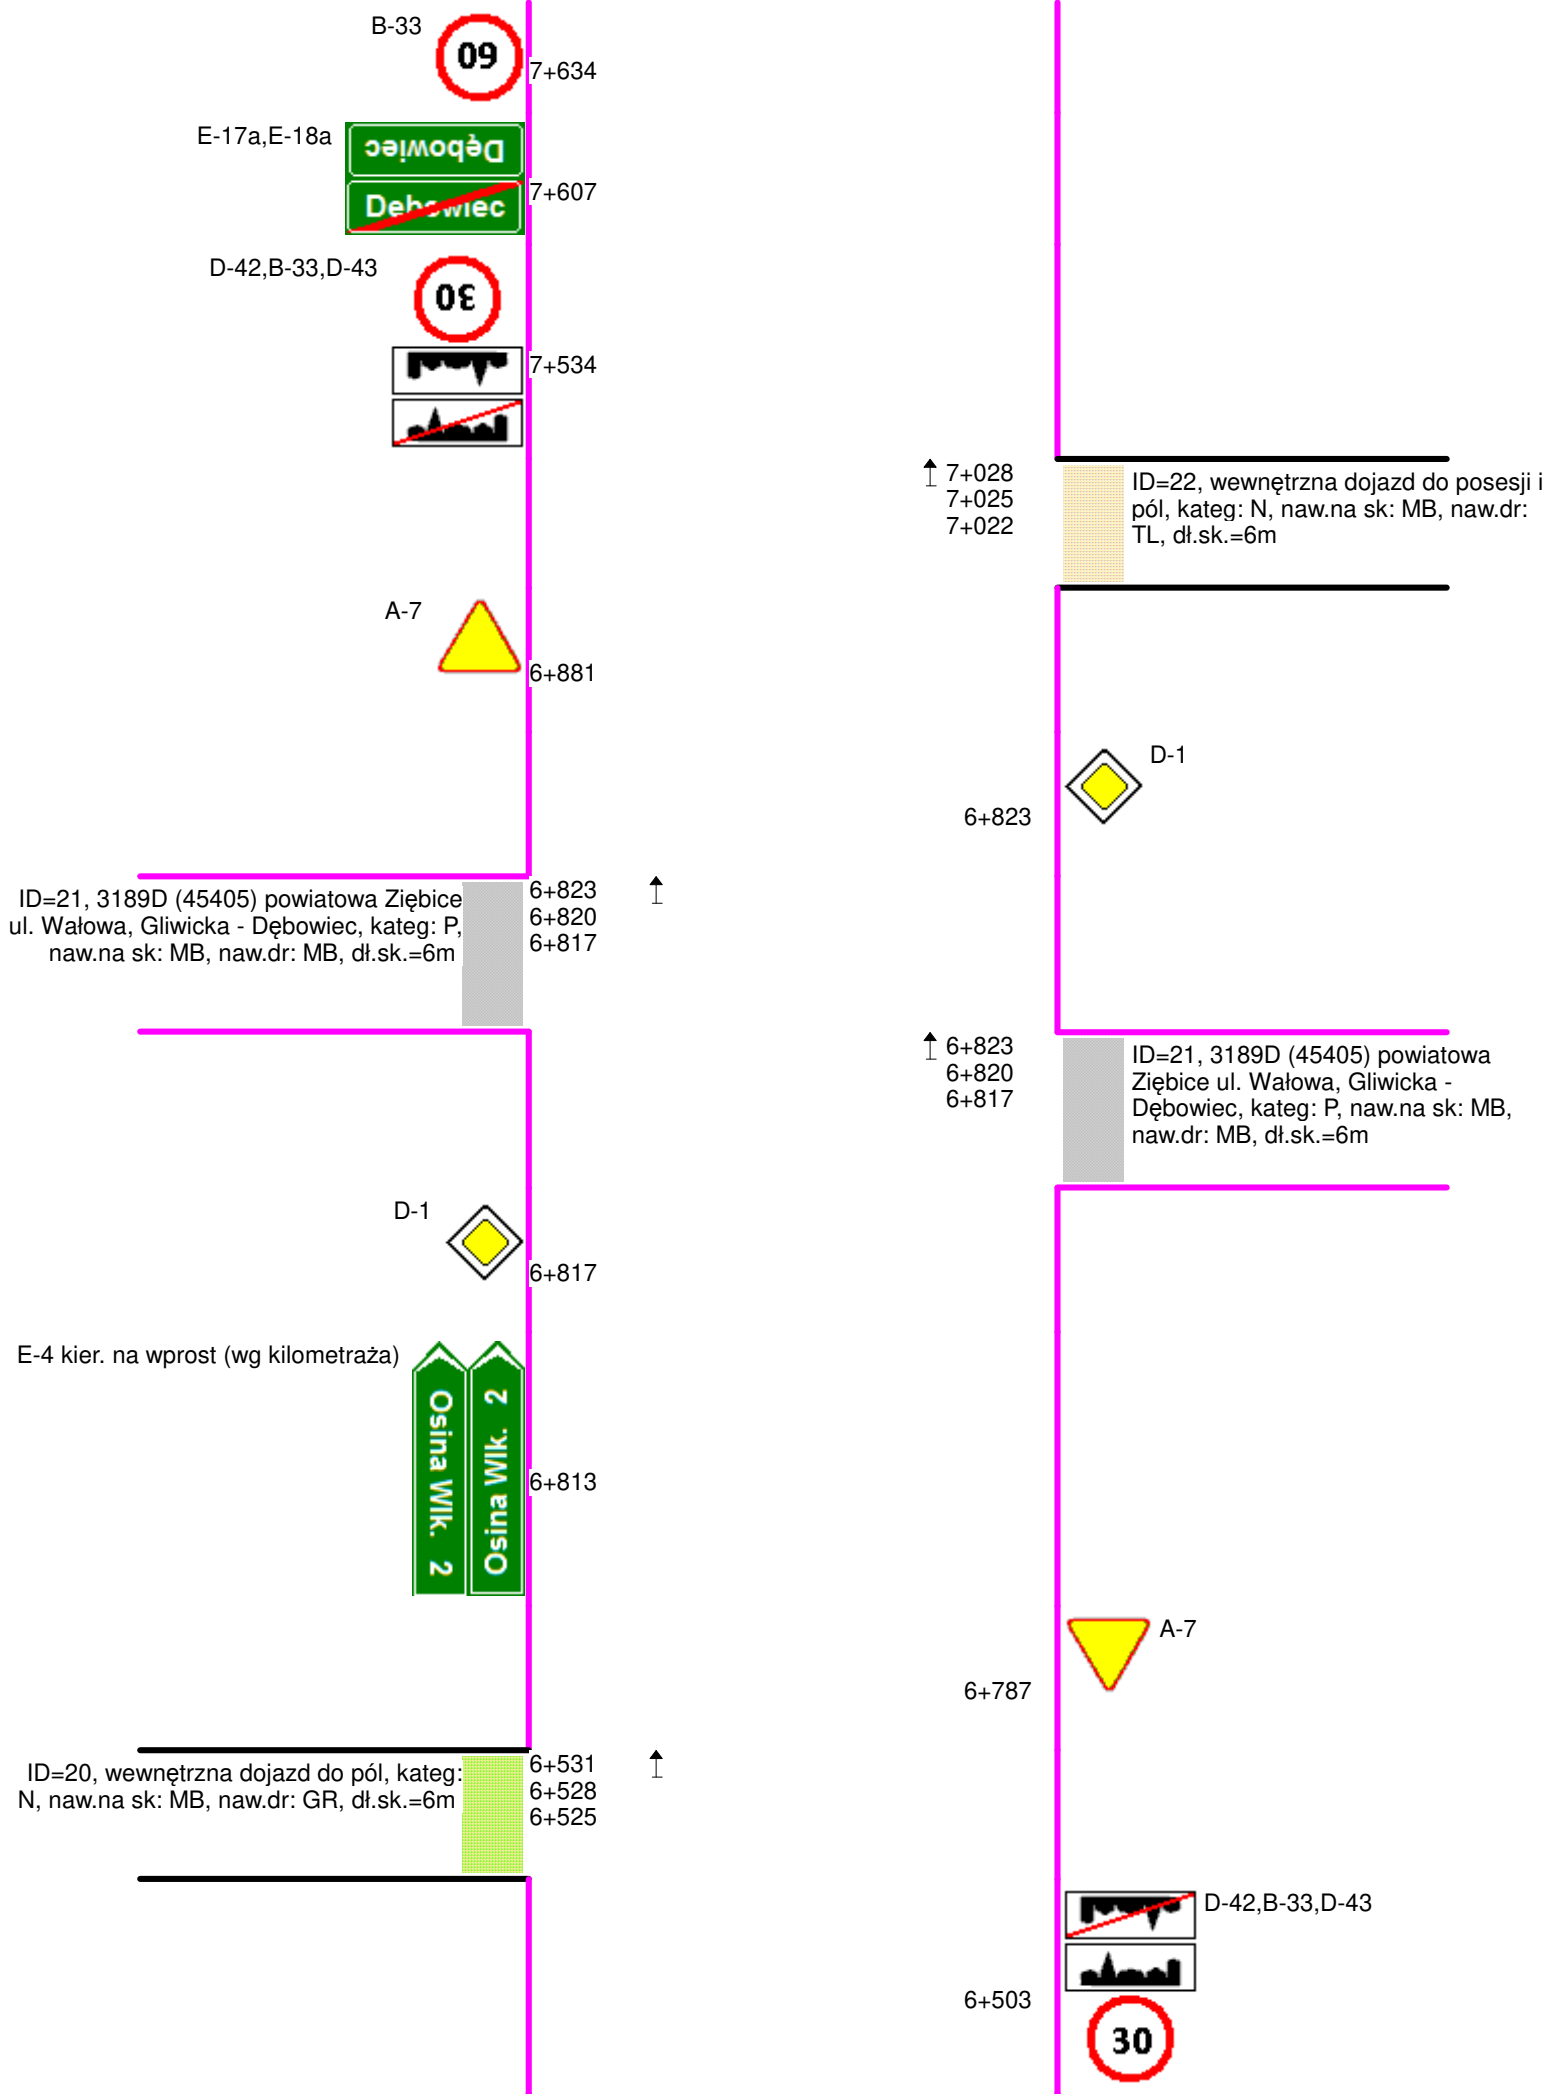 B-33
60
7+634
E-17a,E-18a
Dębowiec
7+607
Dębowiec
D-42,B-33,D-43
30
7+534
A-7
6+881
ID=21, 3189D (45405) powiatowa Ziębice
ul. Wałowa, Gliwicka - Dębowiec, kateg: P,
naw.na sk: MB, naw.dr: MB, dł.sk.=6m
6+823
6+820
6+817
D-1
6+817
E-4 kier. na wprost (wg kilometraża)
Osina Wlk. 2
Osina Wlk. 2
6+813
ID=20, wewnętrzna dojazd do pól, kateg:
N, naw.na sk: MB, naw.dr: GR, dł.sk.=6m
6+531
6+528
6+525
7+028
7+025
7+022
ID=22, wewnętrzna dojazd do posesji i
pól, kateg: N, naw.na sk: MB, naw.dr:
TL, dł.sk.=6m
D-1
6+823
6+823
6+820
6+817
ID=21, 3189D (45405) powiatowa
Ziębice ul. Wałowa, Gliwicka -
Dębowiec, kateg: P, naw.na sk: MB,
naw.dr: MB, dł.sk.=6m
A-7
6+787
D-42,B-33,D-43
6+503
30